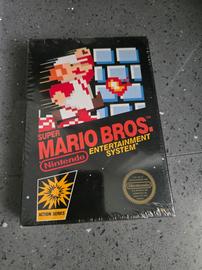 SUPER
MARIO BROS.
Nintendo
ENTERTAINMENT
SYSTEM
ACTION SERIES